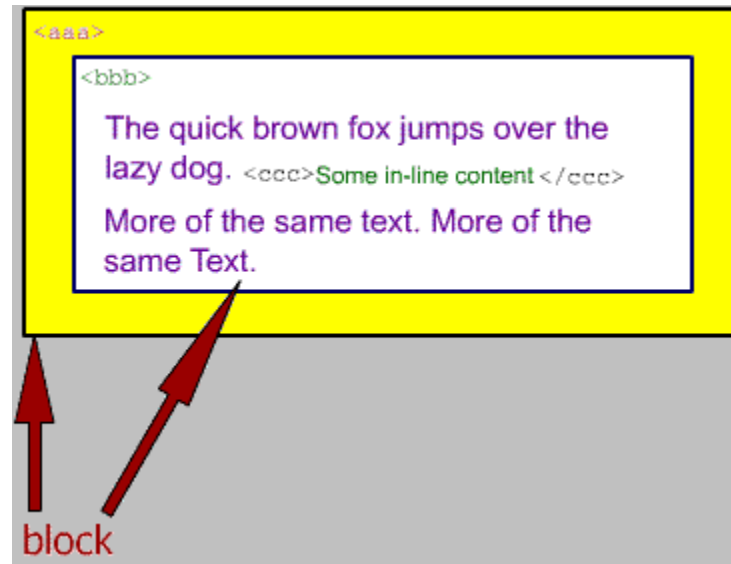 <aaa>
<bbb>
The quick brown fox jumps over the
lazy dog. <ccc>Some in-line content </ccc>
More of the same text. More of the
same Text.
block